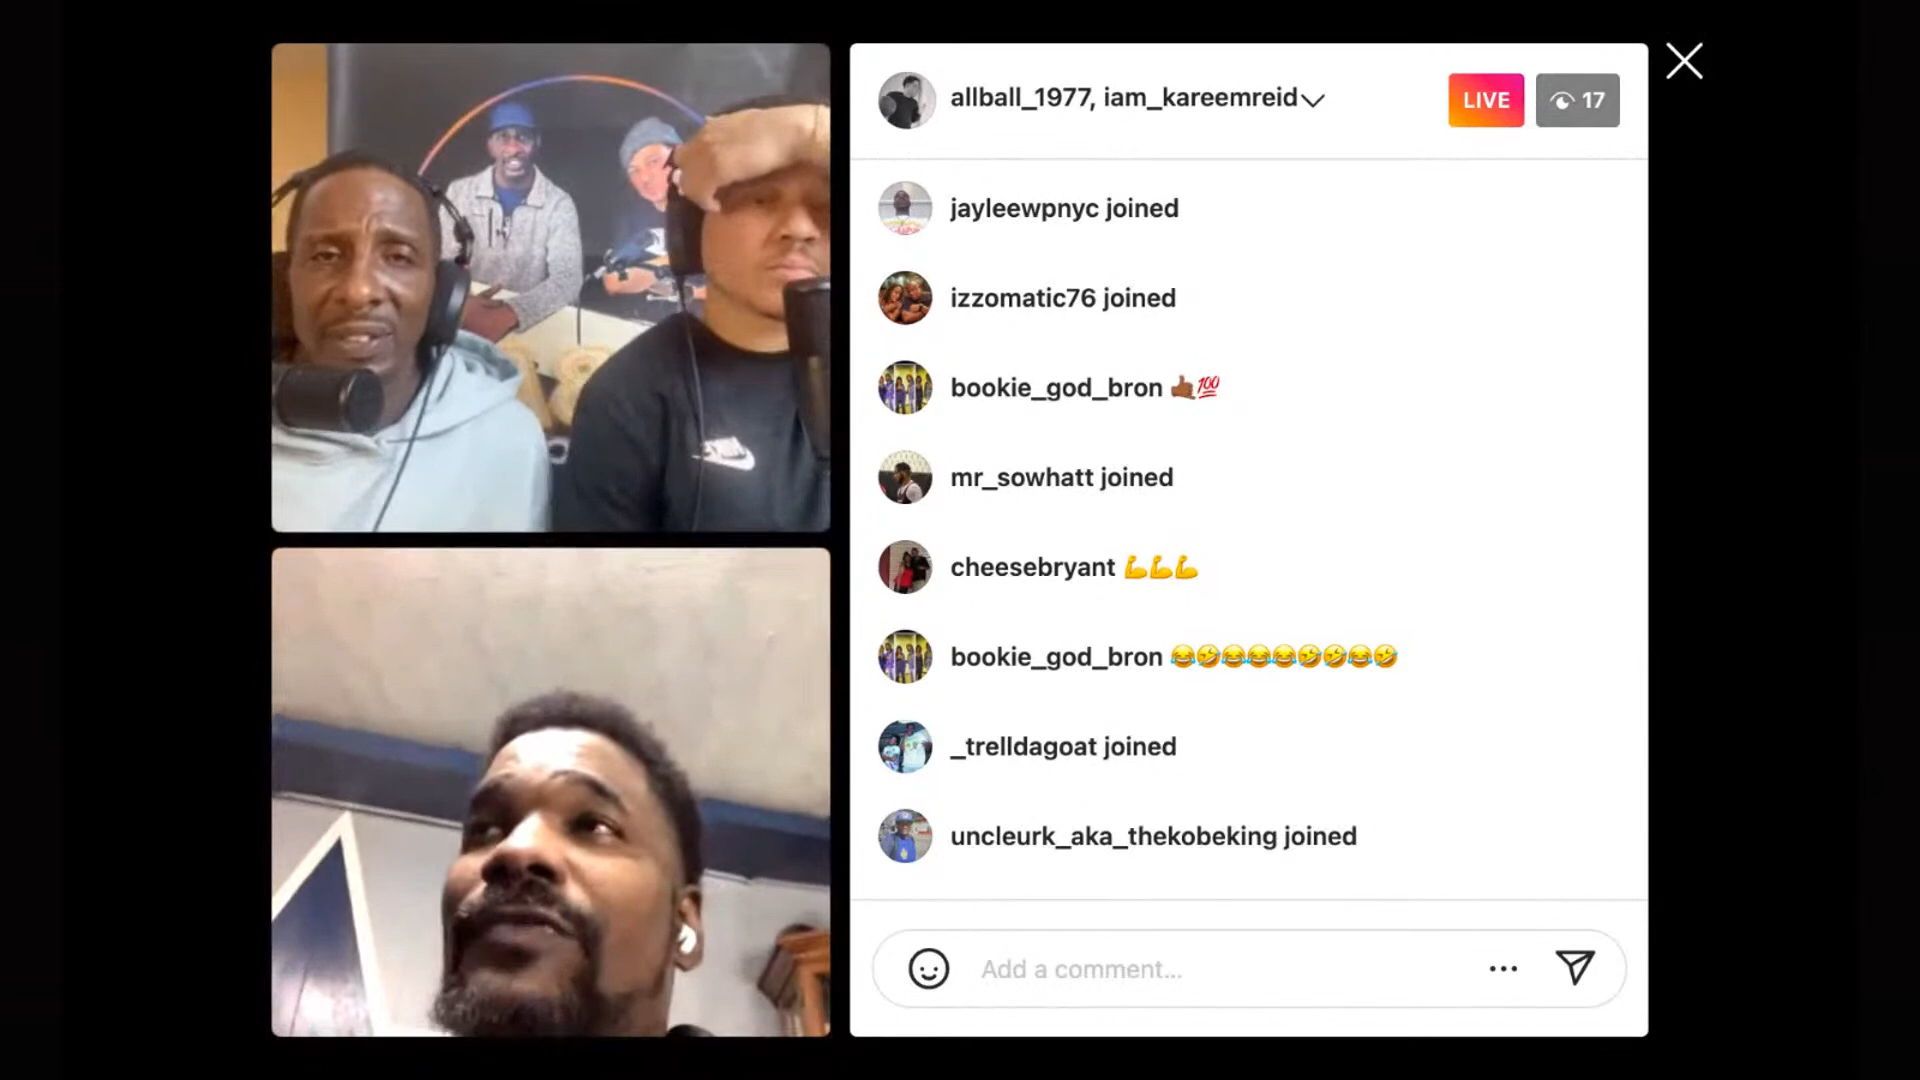 allball_1977, iam_kareemreid
LIVE
17
jayleewpnyc joined
izzomatic76 joined
bookie_god_bron 🤙🏾💯
mr_sowhatt joined
cheesebryant 💪💪💪
bookie_god_bron 😂🤣😂😂😂🤣🤣😂🤣
_trelldagoat joined
uncleurk_aka_thekobeking joined
Add a comment...